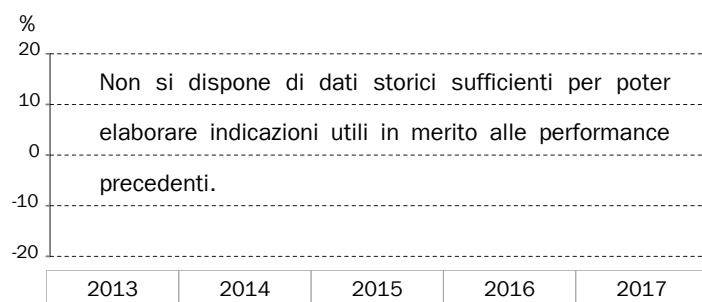 %
20
Non si dispone di dati storici sufficienti per poter
10
elaborare indicazioni utili in merito alle performance
0
precedenti.
-10
-20
2013 2014 2015 2016 2017